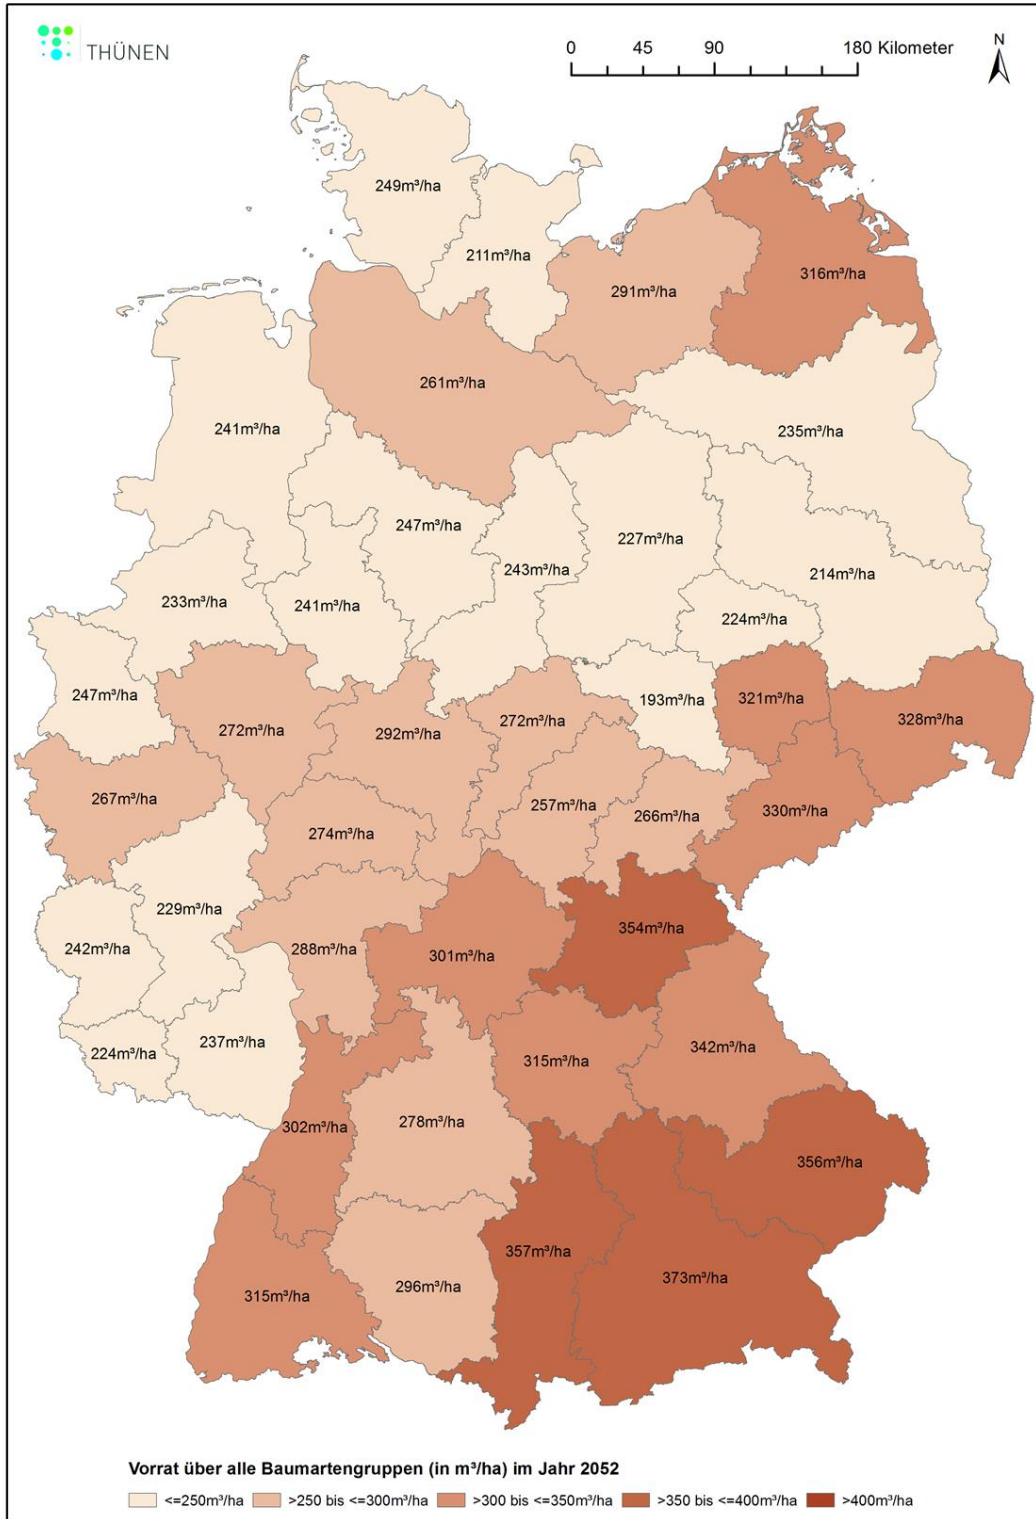 THÜNEN
0 45 90 180 Kilometer
N
249m³/ha
211m³/ha
316m³/ha
291m³/ha
261m³/ha
241m³/ha
235m³/ha
247m³/ha
227m³/ha
243m³/ha
214m³/ha
233m³/ha
241m³/ha
224m³/ha
247m³/ha
193m³/ha
321m³/ha
272m³/ha
292m³/ha
272m³/ha
328m³/ha
267m³/ha
257m³/ha
330m³/ha
274m³/ha
266m³/ha
229m³/ha
354m³/ha
242m³/ha
288m³/ha
301m³/ha
237m³/ha
342m³/ha
224m³/ha
315m³/ha
302m³/ha
278m³/ha
356m³/ha
357m³/ha
373m³/ha
296m³/ha
315m³/ha
Vorrat über alle Baumartengruppen (in m³/ha) im Jahr 2052
<=250m³/ha >250 bis <=300m³/ha >300 bis <=350m³/ha >350 bis <=400m³/ha >400m³/ha